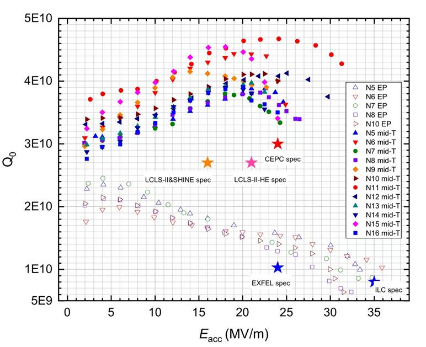 5E10
4E10
3E10
2E10
1E10
5E9
Q0
0 5 10 15 20 25 30 35
Eacc (MV/m)
CEPC spec
LCLS-II&SHINE spec
LCLS-II-HE spec
EXFEL spec
ILC spec
N5 EP
N6 EP
N7 EP
N8 EP
N10 EP
N5 mid-T
N6 mid-T
N7 mid-T
N8 mid-T
N9 mid-T
N10 mid-T
N11 mid-T
N12 mid-T
N13 mid-T
N14 mid-T
N15 mid-T
N16 mid-T